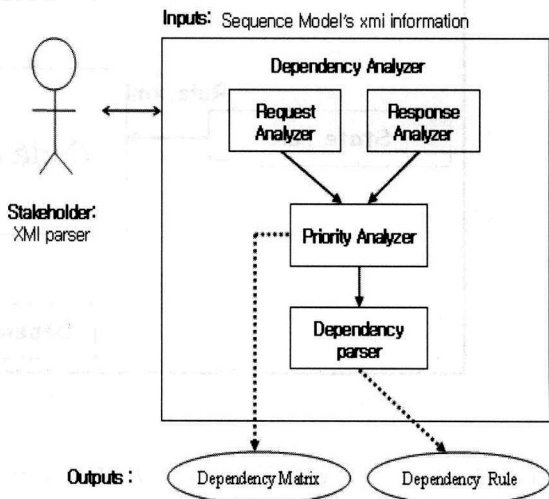 Inputs: Sequence Model's xmi information
Dependency Analyzer
Request
Analyzer
Response
Analyzer
Stakeholder:
XMI parser
Priority Analyzer
Dependency
parser
Outputs :
Dependency Matrix
Dependency Rule